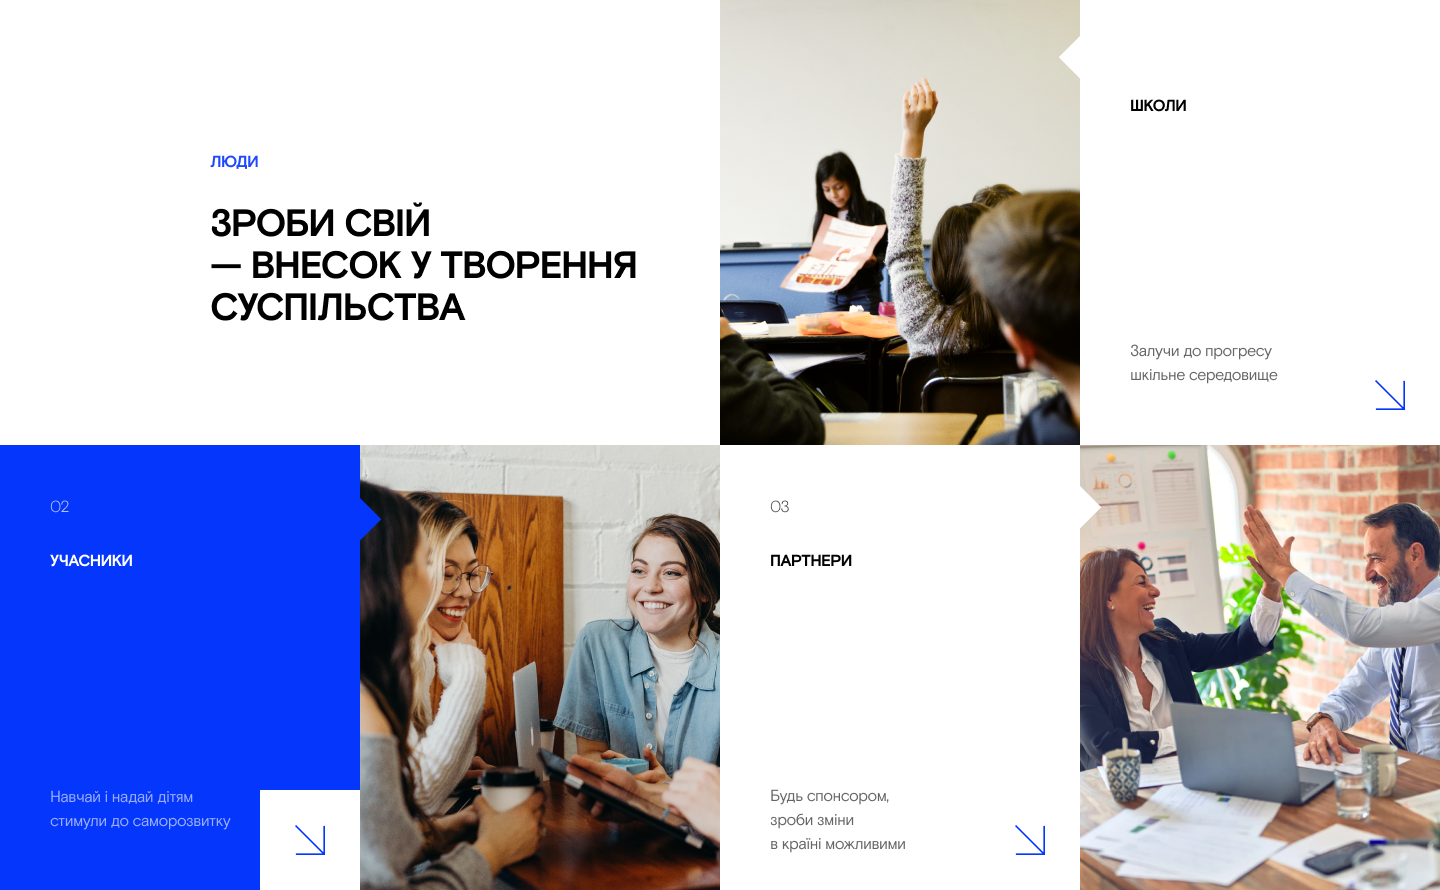 ЛЮДИ
ЗРОБИ СВІЙ
— ВНЕСОК У ТВОРЕННЯ
СУСПІЛЬСТВА
ШКОЛИ
Залучи до прогресу
шкільне середовище
02
УЧАСНИКИ
Навчай і надай дітям
стимули до саморозвитку
03
ПАРТНЕРИ
Будь спонсором,
зроби зміни
в країні можливими